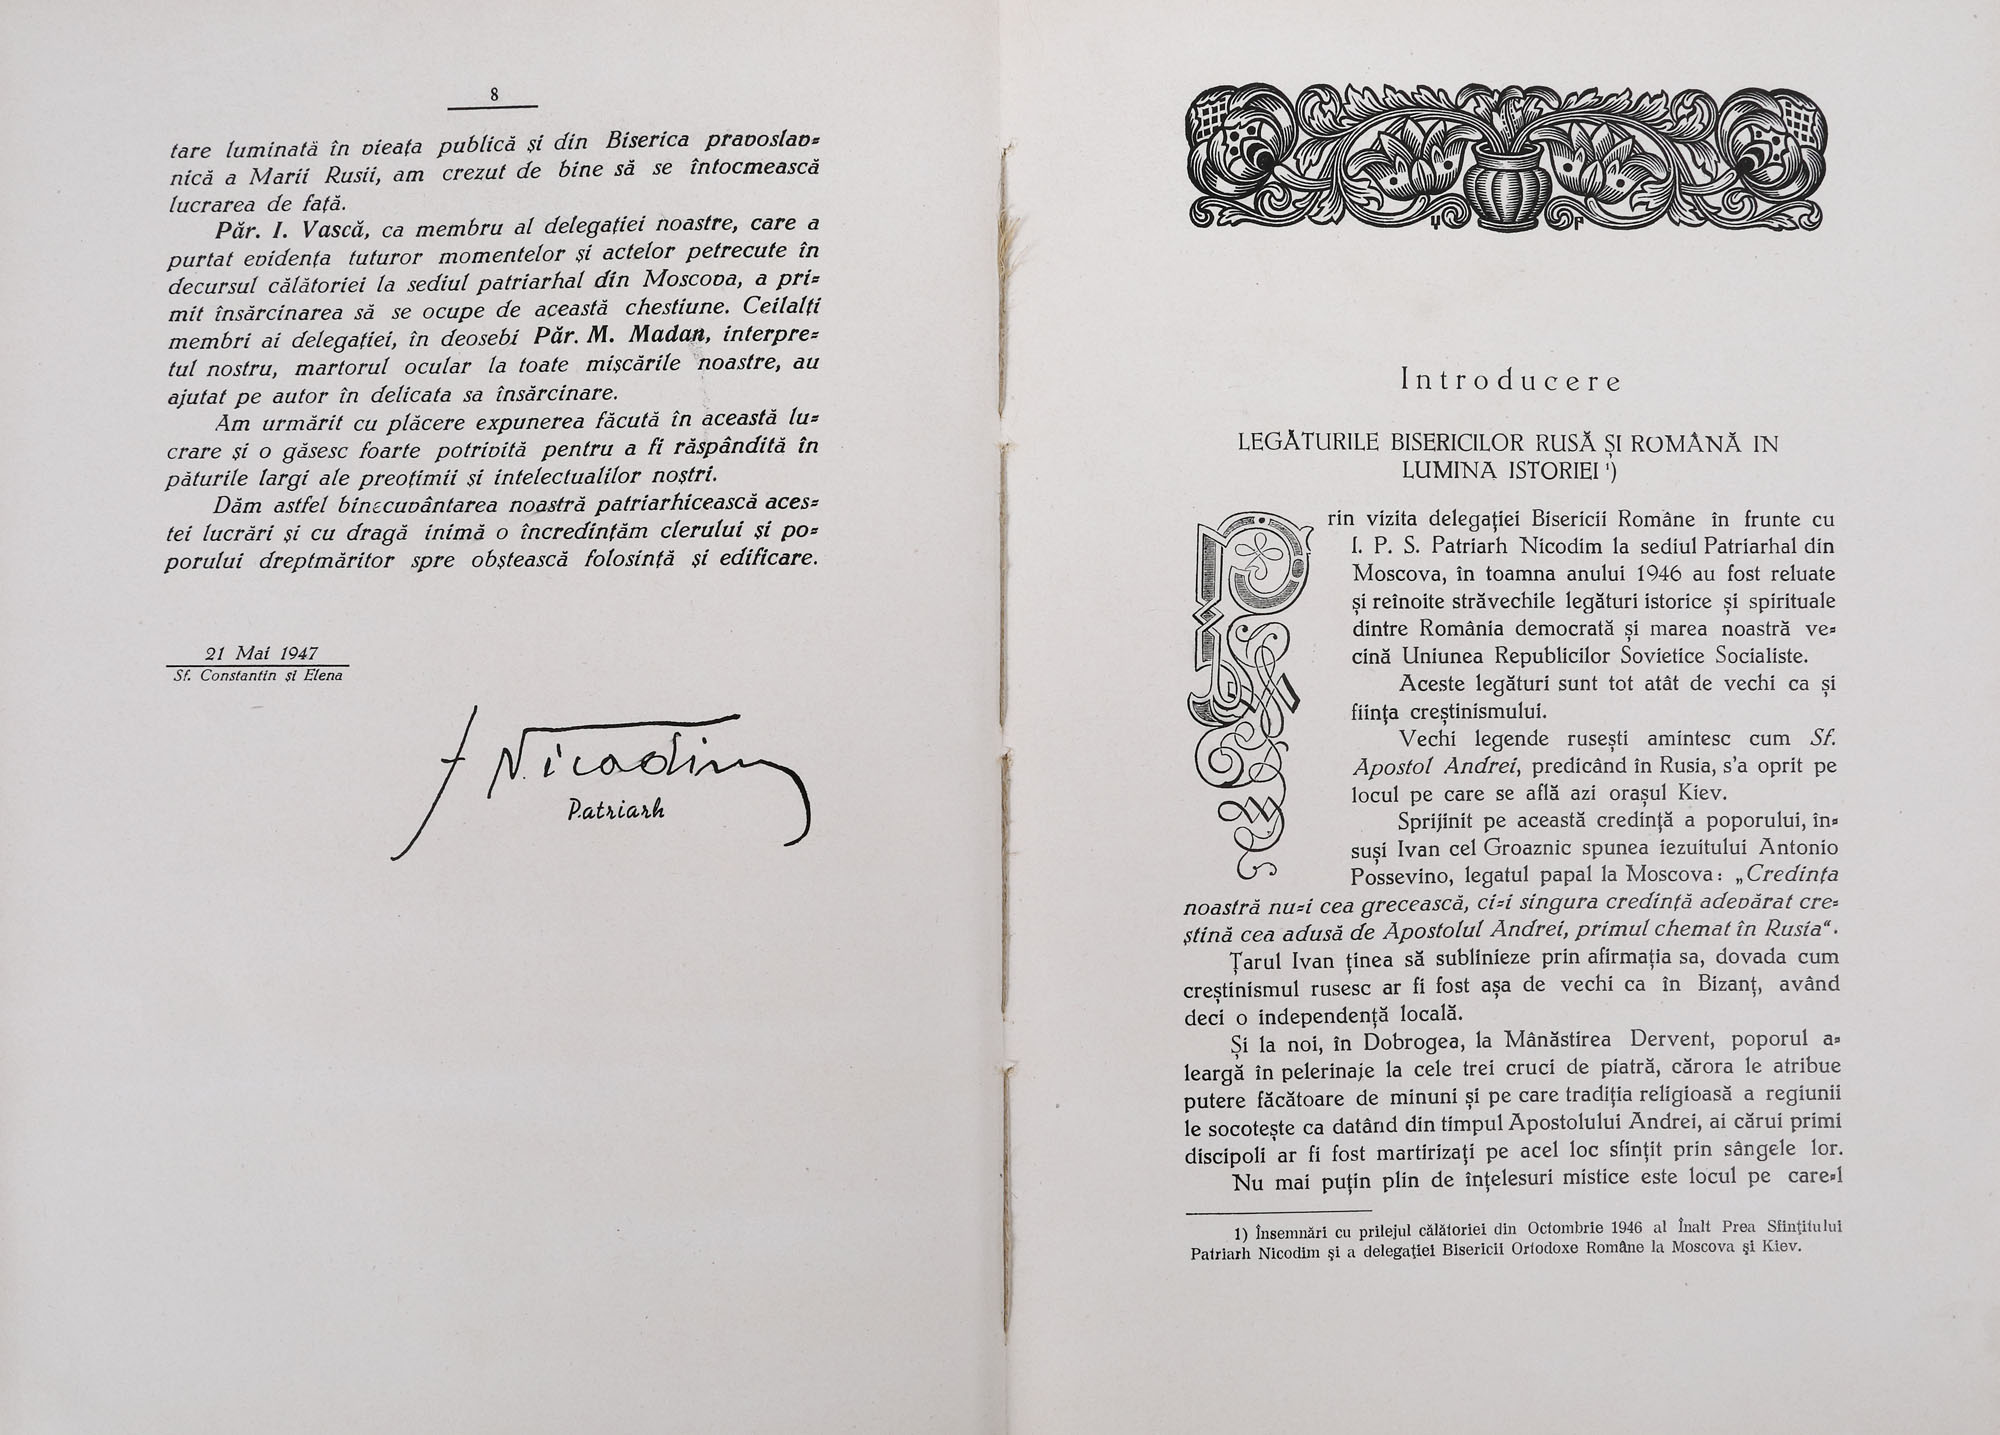 8
tare luminată în vieața publică și din Biserica pravoslav=
nică a Marii Rusii, am crezut de bine să se întocmească
lucrarea de față.
Păr. I. Vască, ca membru al delegației noastre, care a
purtat evidența tuturor momentelor și actelor petrecute în
decursul călătoriei la sediul patriarhal din Moscova, a pri=
mit însărcinarea să se ocupe de această chestiune. Ceilalți
membri ai delegației, în deosebi Păr. M. Madan, interpre=
tul nostru, martorul ocular la toate mișcările noastre, au
ajutat pe autor în delicata sa însărcinare.
Am urmărit cu plăcere expunerea făcută în această lu=
crare și o găsesc foarte potrivită pentru a fi răspândită în
păturile largi ale preoțimii și intelectualilor noștri.
Dăm astfel binecuvântarea noastră patriarhicească aces=
tei lucrări și cu dragă inimă o încredințăm clerului și po=
porului dreptmăritor spre obștească folosință și edificare.
21 Mai 1947
Sf. Constantin și Elena
† Nicodim
Patriarh
Introducere
LEGĂTURILE BISERICILOR RUSĂ ȘI ROMÂNĂ IN
LUMINA ISTORIEI ¹)
Prin vizita delegației Bisericii Române în frunte cu
I. P. S. Patriarh Nicodim la sediul Patriarhal din
Moscova, în toamna anului 1946 au fost reluate
și reînoite străvechile legături istorice și spirituale
dintre România democrată și marea noastră ve=
cină Uniunea Republicilor Sovietice Socialiste.
Aceste legături sunt tot atât de vechi ca și
ființa creștinismului.
Vechi legende rusești amintesc cum Sf.
Apostol Andrei, predicând în Rusia, s'a oprit pe
locul pe care se află azi orașul Kiev.
Sprijinit pe această credință a poporului, în=
suși Ivan cel Groaznic spunea iezuitului Antonio
Possevino, legatul papal la Moscova: „Credința
noastră nu=i cea grecească, ci=i singura credință adevărat cre=
ștină cea adusă de Apostolul Andrei, primul chemat în Rusia“.
Țarul Ivan ținea să sublinieze prin afirmația sa, dovada cum
creștinismul rusesc ar fi fost așa de vechi ca în Bizanț, având
deci o independență locală.
Și la noi, în Dobrogea, la Mânăstirea Dervent, poporul a=
leargă în pelerinaje la cele trei cruci de piatră, cărora le atribue
putere făcătoare de minuni și pe care tradiția religioasă a regiunii
le socotește ca datând din timpul Apostolului Andrei, ai cărui primi
discipoli ar fi fost martirizați pe acel loc sfințit prin sângele lor.
Nu mai puțin plin de înțelesuri mistice este locul pe care=l
1) Însemnări cu prilejul călătoriei din Octombrie 1946 al Înalt Prea Sfințitului
Patriarh Nicodim și a delegației Bisericii Ortodoxe Române la Moscova și Kiev.